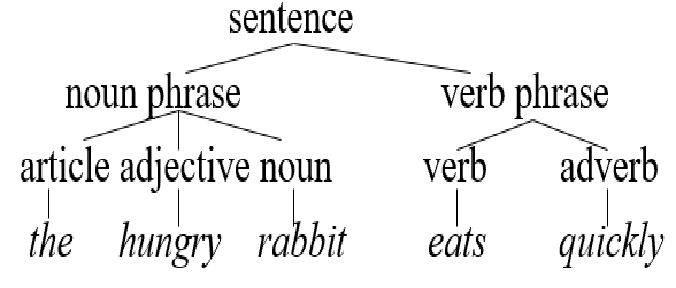 sentence
noun phrase verb phrase
article adjective noun verb adverb
the hungry rabbit eats quickly